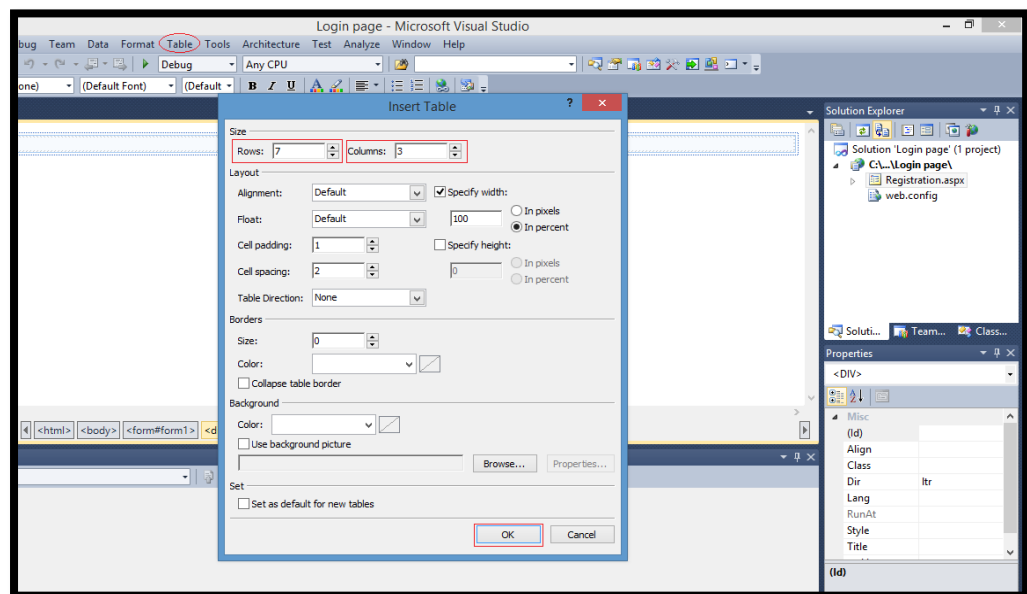 Login page - Microsoft Visual Studio
bug Team Data Format Table Tools Architecture Test Analyze Window Help
Debug Any CPU
one) (Default Font) (Default B I U A
Insert Table ? ×
Size
Rows: 7 Columns: 3
Layout
Alignment: Default Specify width:
Float: Default 100 In pixels
In percent
Cell padding: 1 Specify height:
Cell spacing: 2 0 In pixels
In percent
Table Direction: None
Borders
Size: 0
Color:
Collapse table border
Background
Color:
Use background picture
Browse... Properties...
Set
Set as default for new tables
OK Cancel
<html> <body> <form#form1> <d
Solution Explorer
Solution 'Login page' (1 project)
C:\...\Login page\
Registration.aspx
web.config
Soluti... Team... Class...
Properties
<DIV>
Misc
(Id)
Align
Class
Dir ltr
Lang
RunAt
Style
Title
(Id)